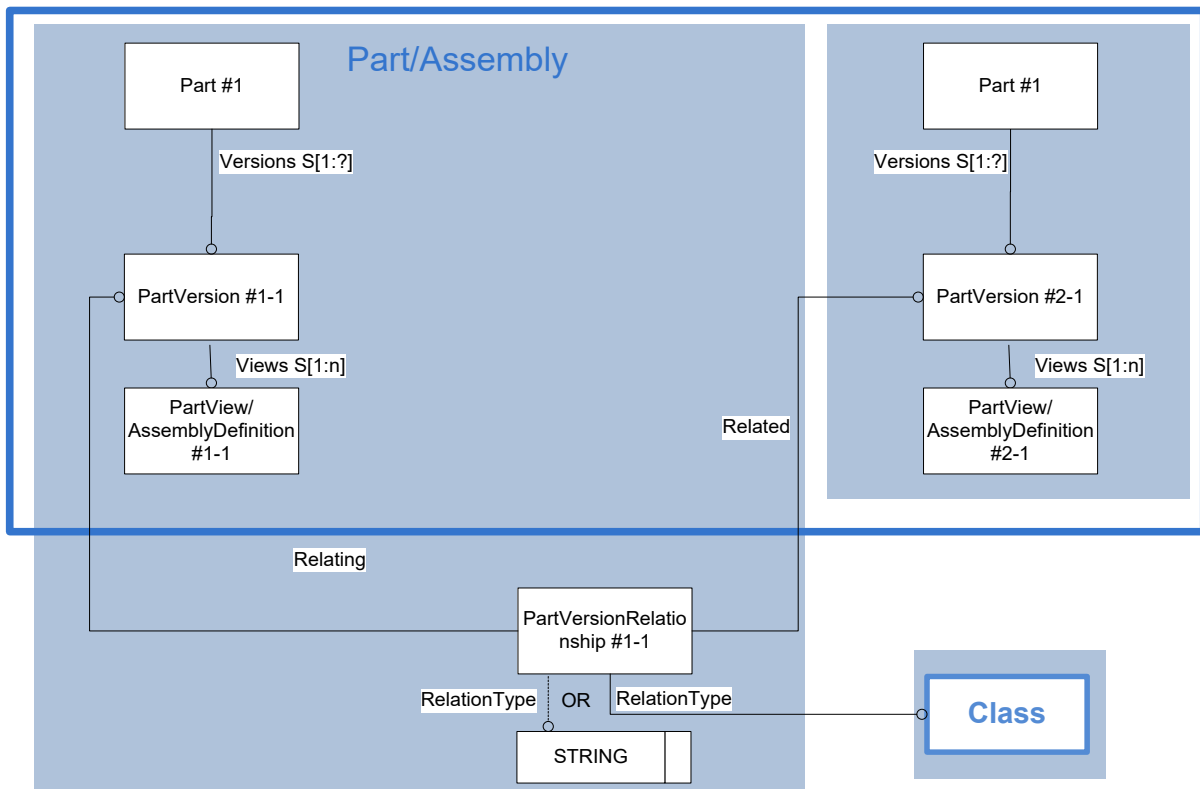 Part/Assembly
Part #1
Versions S[1:?]
PartVersion #1-1
Views S[1:n]
PartView/
AssemblyDefinition
#1-1
Part #1
Versions S[1:?]
PartVersion #2-1
Views S[1:n]
PartView/
AssemblyDefinition
#2-1
Related
Relating
PartVersionRelatio
nship #1-1
RelationType
OR
RelationType
STRING
Class